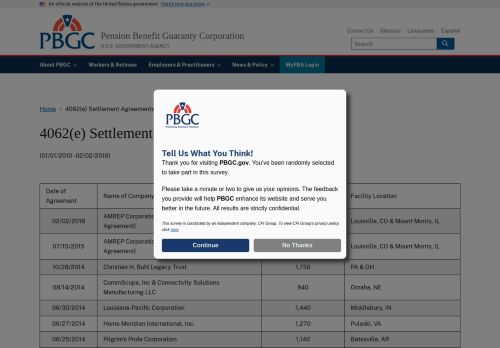 An official website of the United States government Here's how you know
PBGC
Pension Benefit Guaranty Corporation
A U.S. GOVERNMENT AGENCY
Contact Us | Glossary | Languages | Español
Search
About PBGC
Workers & Retirees
Employers & Practitioners
News & Policy
MyPBA Login
Home > 4062(e) Settlement Agreements
4062(e) Settlement
(01/01/2010 - 02/02/2016)
PBGC
Protecting America's Pensions
Tell Us What You Think!
Thank you for visiting PBGC.gov. You've been randomly selected
to take part in this survey.
Please take a minute or two to give us your opinions. The feedback
you provide will help PBGC enhance its website and serve you
better in the future. All results are strictly confidential.
This survey is conducted by an independent company, CFI Group. To view CFI Group's privacy policy
click here.
Continue
No Thanks
Date of Agreement Name of Company Facility Location
02/02/2016 AMREP Corporation Agreement) Louisville, CO & Mount Morris, IL
07/15/2015 AMREP Corporation Agreement) Louisville, CO & Mount Morris, IL
10/28/2014 Christian H. Buhl Legacy Trust 1,750 PA & OH
08/14/2014 CommScope, Inc & Connectivity Solutions Manufacturing LLC 940 Omaha, NE
06/30/2014 Louisiana-Pacific Corporation 1,440 Middlebury, IN
06/27/2014 Home Meridian International, Inc. 1,270 Pulaski, VA
06/25/2014 Pilgrim's Pride Corporation 1,140 Batesville, AR